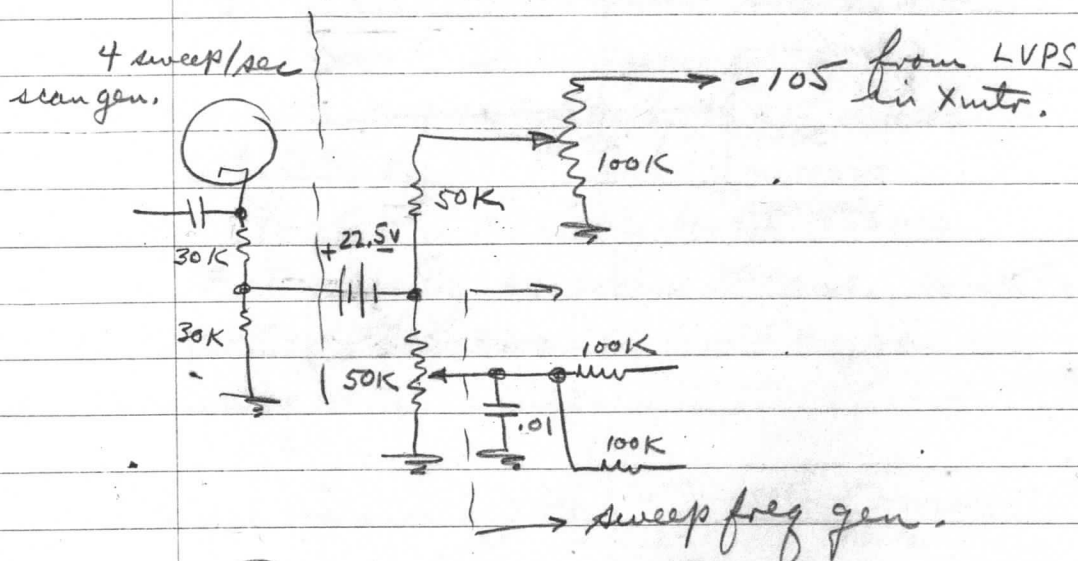 4 sweep/sec
scan gen.
-105 from LVPS
in Xmtr.
100K
50K
30K
+ 22.5v
30K
50K
100K
.01
100K
sweep freq gen.